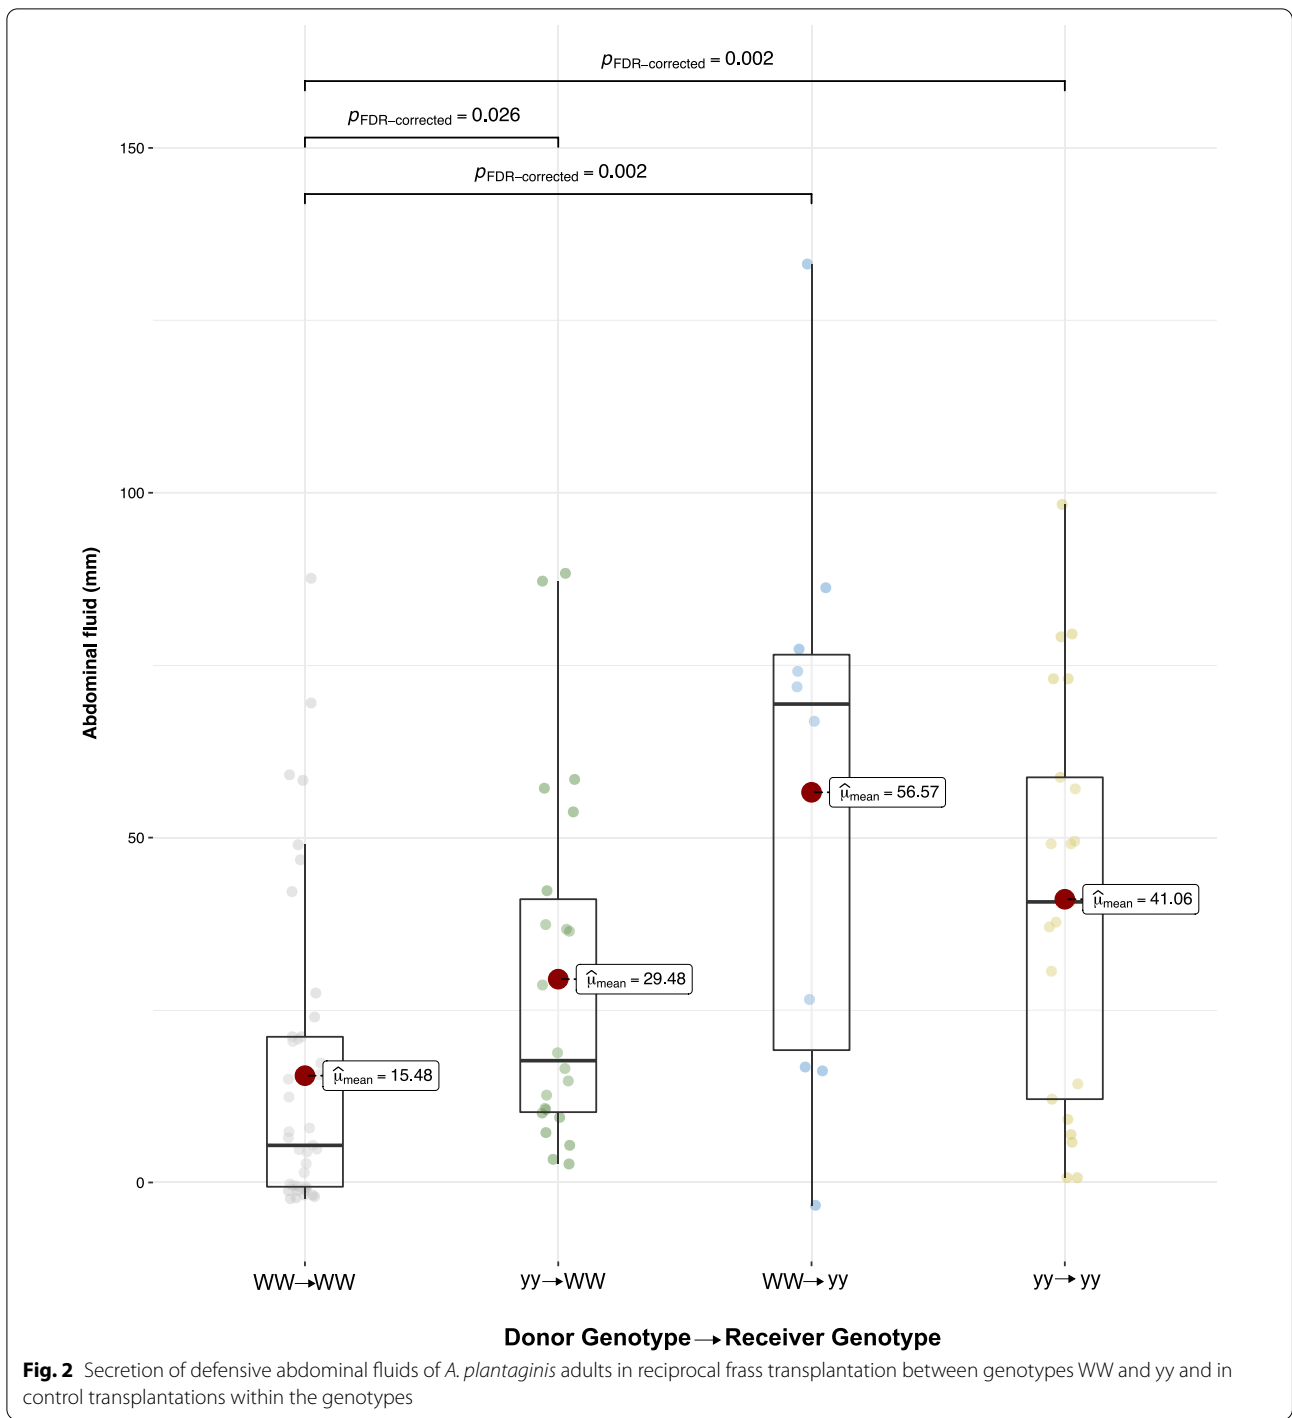 p FDR–corrected = 0.002
p FDR–corrected = 0.026
150
p FDR–corrected = 0.002
100
Abdominal fluid (mm)
50
μ̂ mean = 56.57
μ̂ mean = 41.06
μ̂ mean = 29.48
μ̂ mean = 15.48
0
WW→WW yy→WW WW→yy yy→yy
Donor Genotype→Receiver Genotype
Fig. 2 Secretion of defensive abdominal fluids of A. plantaginis adults in reciprocal frass transplantation between genotypes WW and yy and in
control transplantations within the genotypes